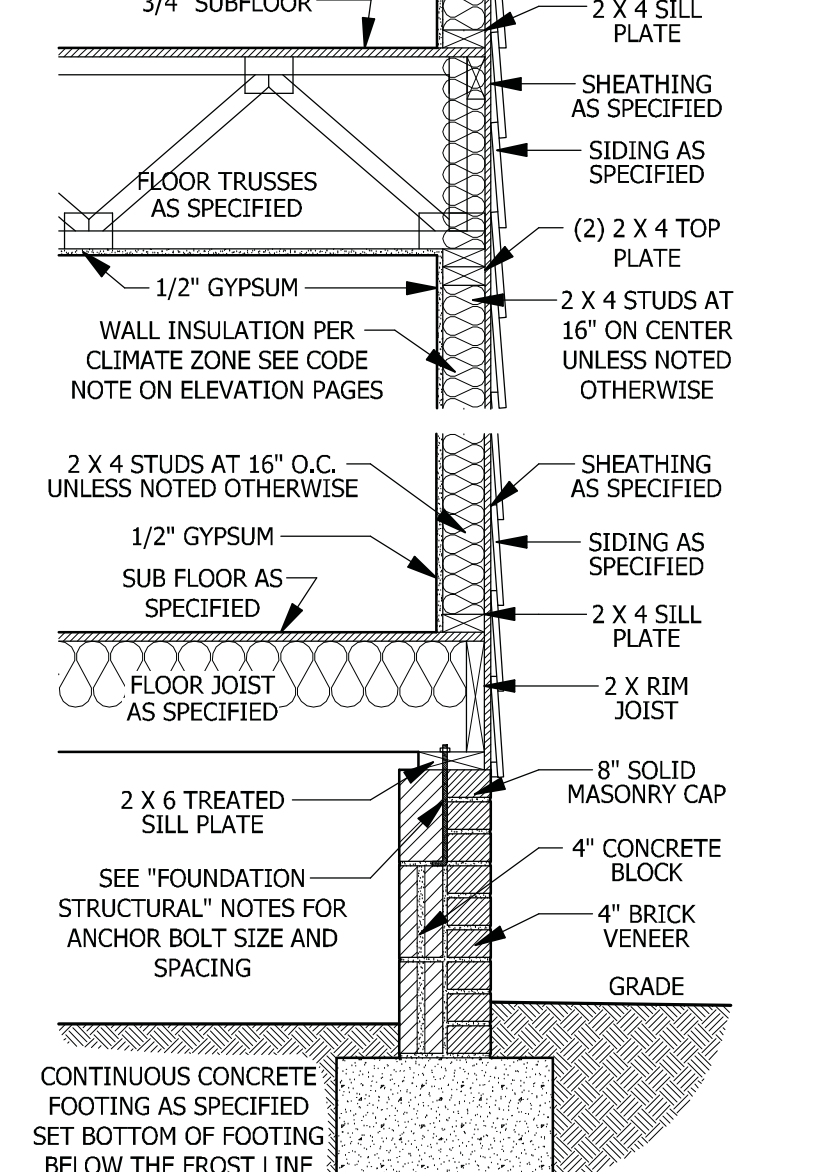 3/4" SUBFLOOR
2 X 4 SILL
PLATE
SHEATHING
AS SPECIFIED
SIDING AS
SPECIFIED
FLOOR TRUSSES
AS SPECIFIED
(2) 2 X 4 TOP
PLATE
1/2" GYPSUM
2 X 4 STUDS AT
16" ON CENTER
UNLESS NOTED
OTHERWISE
WALL INSULATION PER
CLIMATE ZONE SEE CODE
NOTE ON ELEVATION PAGES
2 X 4 STUDS AT 16" O.C.
UNLESS NOTED OTHERWISE
SHEATHING
AS SPECIFIED
1/2" GYPSUM
SIDING AS
SPECIFIED
SUB FLOOR AS
SPECIFIED
2 X 4 SILL
PLATE
FLOOR JOIST
AS SPECIFIED
2 X RIM
JOIST
8" SOLID
MASONRY CAP
2 X 6 TREATED
SILL PLATE
4" CONCRETE
BLOCK
SEE "FOUNDATION
STRUCTURAL" NOTES FOR
ANCHOR BOLT SIZE AND
SPACING
4" BRICK
VENEER
GRADE
CONTINUOUS CONCRETE
FOOTING AS SPECIFIED
SET BOTTOM OF FOOTING
BELOW THE FROST LINE